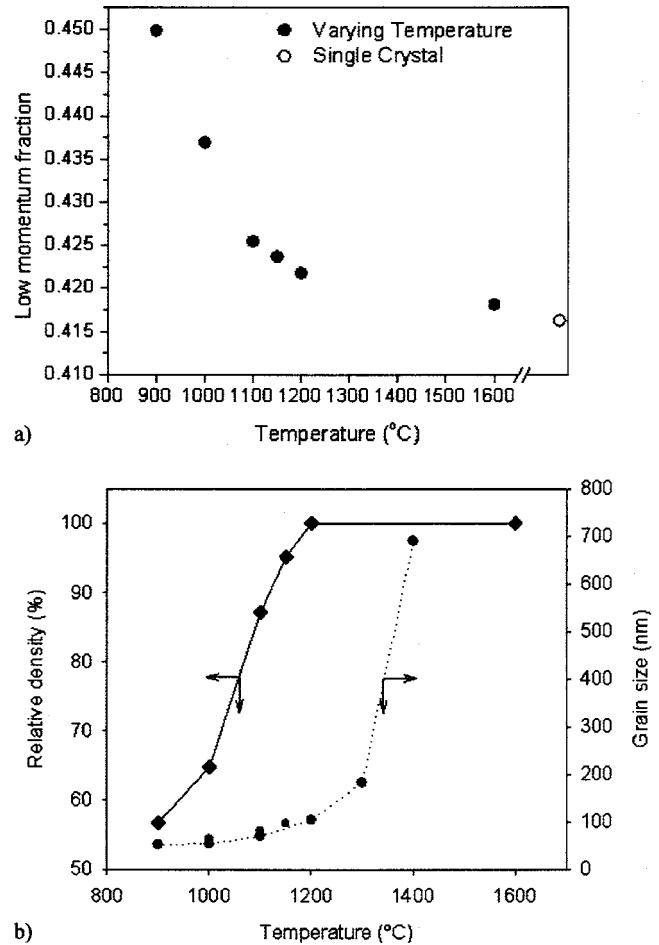 0.450
0.445
0.440
0.435
0.430
0.425
0.420
0.415
0.410
Low momentum fraction
Varying Temperature
Single Crystal
800 900 1000 1100 1200 1300 1400 1500 1600
a)
Temperature (°C)
100
90
80
70
60
50
Relative density (%)
800
700
600
500
400
300
200
100
0
Grain size (nm)
800 1000 1200 1400 1600
b)
Temperature (°C)